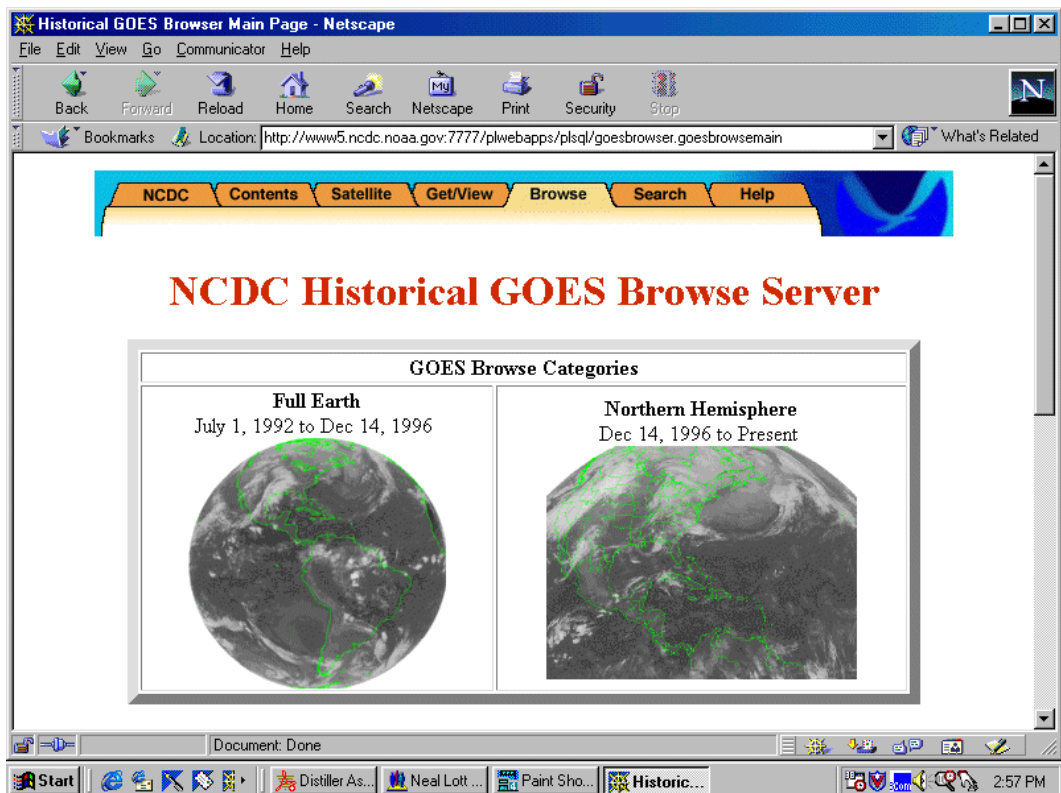 Historical GOES Browser Main Page - Netscape
File Edit View Go Communicator Help
Back Forward Reload Home Search Netscape Print Security Stop
My
N
Bookmarks Location: http://www5.ncdc.noaa.gov:7777/plwebapps/plsql/goesbrowser.goesbrowsemain What's Related
NCDC Contents Satellite Get/View Browse Search Help
NCDC Historical GOES Browse Server
GOES Browse Categories
Full Earth
July 1, 1992 to Dec 14, 1996
Northern Hemisphere
Dec 14, 1996 to Present
Document: Done
Start Distiller As... Neal Lott ... Paint Sho... Historic... .com 2:57 PM